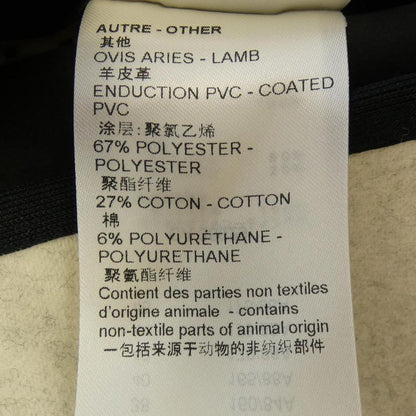 AUTRE - OTHER
其他
OVIS ARIES - LAMB
羊皮革
ENDUCTION PVC - COATED
PVC
涂层: 聚氯乙烯
67% POLYESTER -
POLYESTER
聚酯纤维
27% COTON - COTTON
棉
6% POLYURÉTHANE -
POLYURETHANE
聚氨酯纤维
Contient des parties non textiles
d'origine animale - contains
non-textile parts of animal origin
一包括来源于动物的非纺织部件